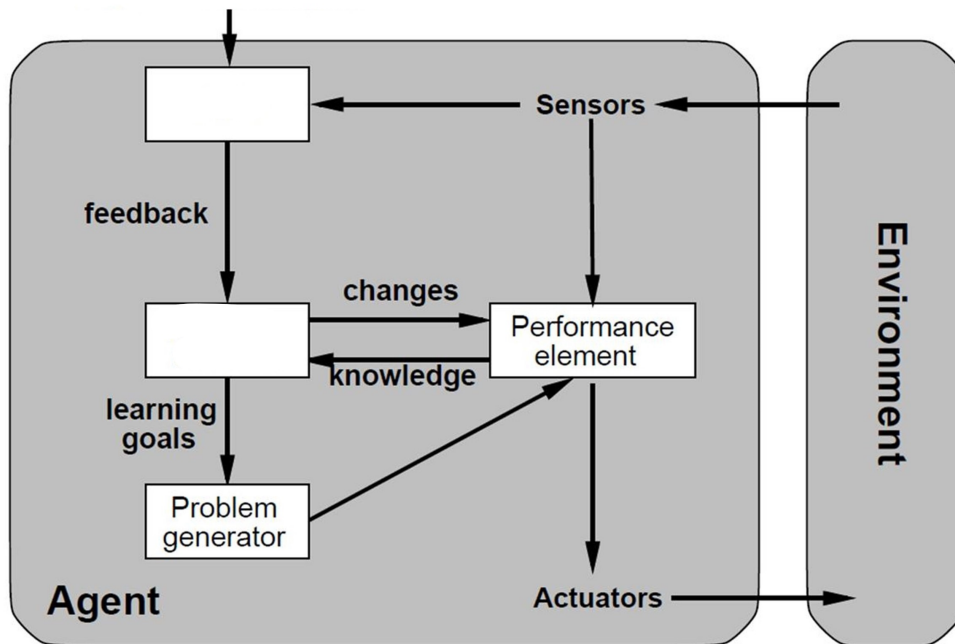 Sensors
feedback
changes
Performance
element
knowledge
learning
goals
Problem
generator
Agent
Actuators
Environment